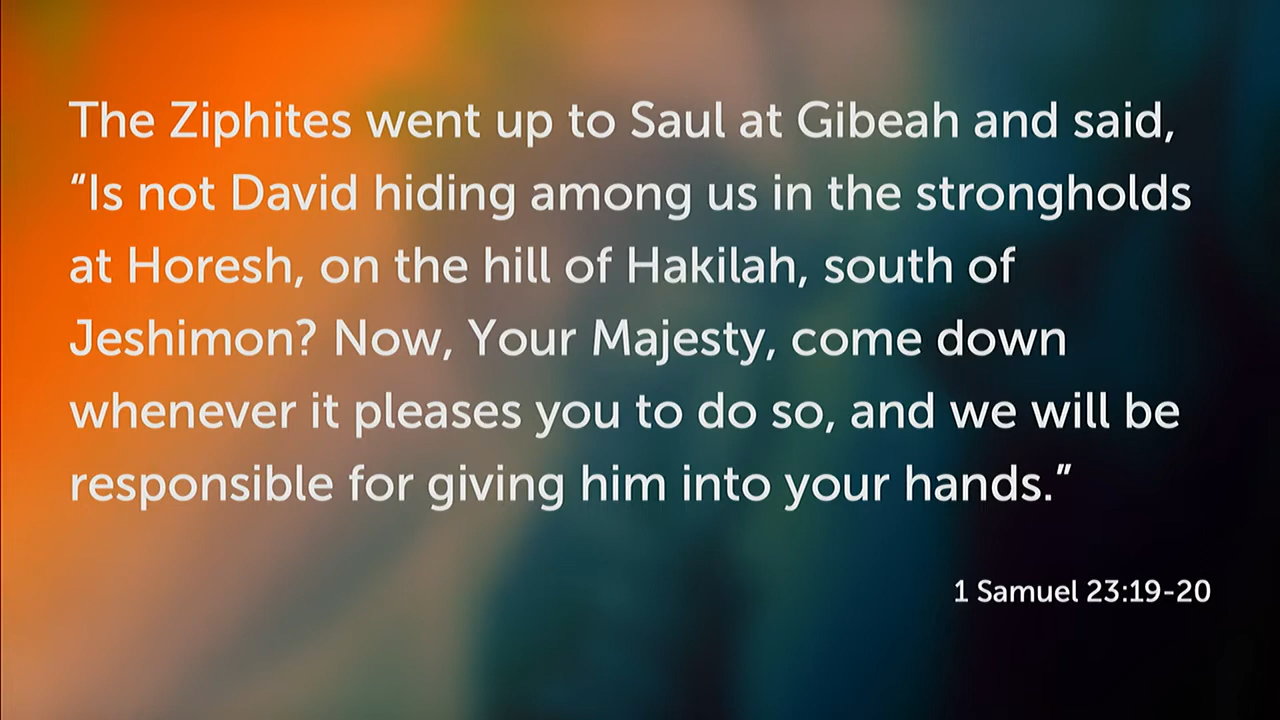 The Ziphites went up to Saul at Gibeah and said,
“Is not David hiding among us in the strongholds
at Horesh, on the hill of Hakilah, south of
Jeshimon? Now, Your Majesty, come down
whenever it pleases you to do so, and we will be
responsible for giving him into your hands.”
1 Samuel 23:19-20